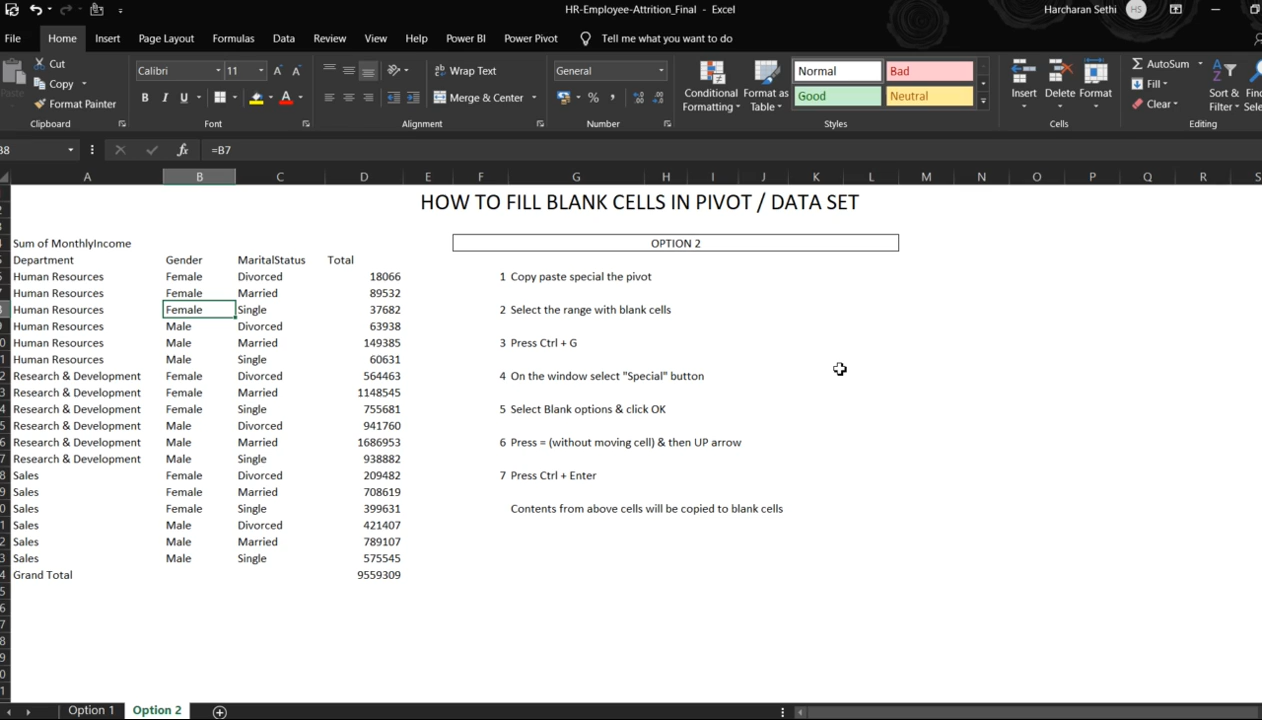 HR-Employee-Attrition_Final - Excel
Harcharan Sethi HS
File Home Insert Page Layout Formulas Data Review View Help Power BI Power Pivot Tell me what you want to do
Cut
Copy
Format Painter
Paste
Clipboard
Calibri 11
B I U
Font
Wrap Text
Merge & Center
Alignment
General
Number
Conditional Formatting
Format as Table
Normal Bad
Good Neutral
Styles
Insert Delete Format
Cells
AutoSum
Fill
Clear
Sort & Filter
Editing
B8 fx =B7
A B C D E F G H I J K L M N O P Q R S
HOW TO FILL BLANK CELLS IN PIVOT / DATA SET
Sum of MonthlyIncome OPTION 2
Department Gender MaritalStatus Total
Human Resources Female Divorced 18066 1 Copy paste special the pivot
Human Resources Female Married 89532
Human Resources Female Single 37682 2 Select the range with blank cells
Human Resources Male Divorced 63938
Human Resources Male Married 149385 3 Press Ctrl + G
Human Resources Male Single 60631
Research & Development Female Divorced 564463 4 On the window select "Special" button
Research & Development Female Married 1148545
Research & Development Female Single 755681 5 Select Blank options & click OK
Research & Development Male Divorced 941760
Research & Development Male Married 1686953 6 Press = (without moving cell) & then UP arrow
Research & Development Male Single 938882
Sales Female Divorced 209482 7 Press Ctrl + Enter
Sales Female Married 708619
Sales Female Single 399631 Contents from above cells will be copied to blank cells
Sales Male Divorced 421407
Sales Male Married 789107
Sales Male Single 575545
Grand Total 9559309
Option 1 Option 2